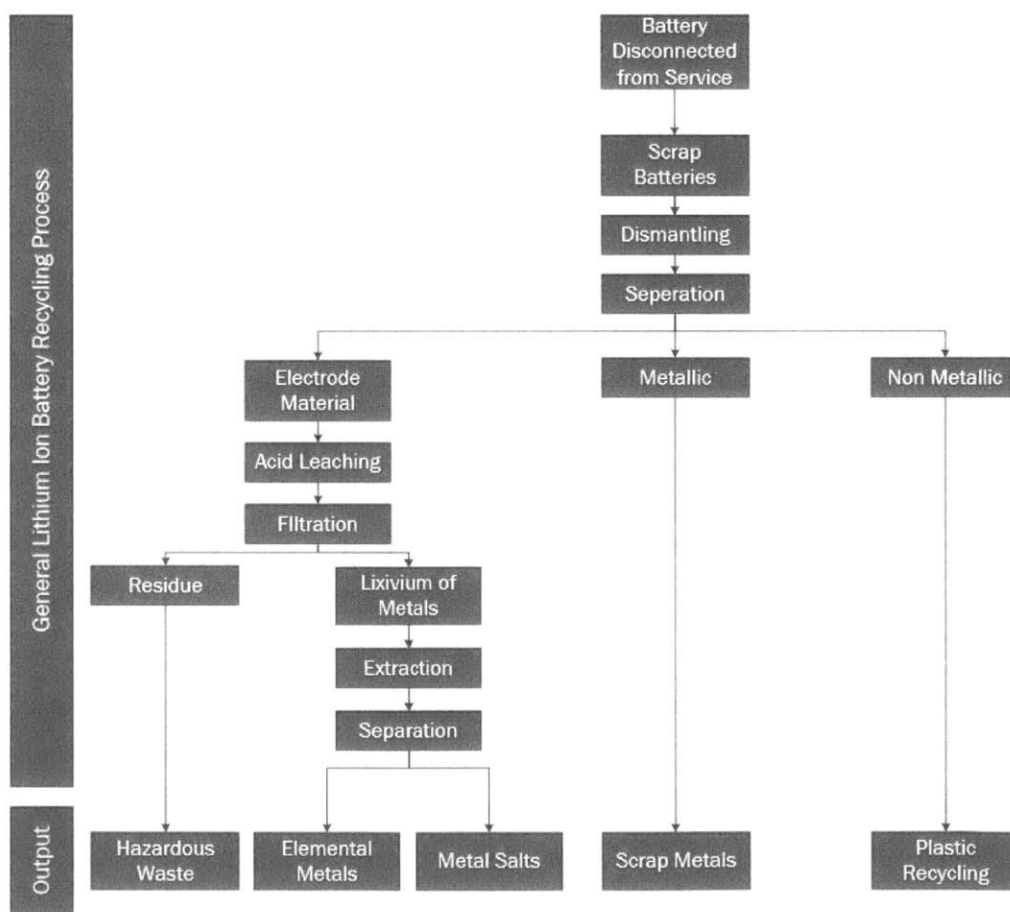 General Lithium Ion Battery Recycling Process
Battery
Disconnected
from Service
Scrap
Batteries
Dismantling
Seperation
Electrode
Material
Metallic
Non Metallic
Acid Leaching
FIltration
Residue
Lixivium of
Metals
Extraction
Separation
Output
Hazardous
Waste
Elemental
Metals
Metal Salts
Scrap Metals
Plastic
Recycling